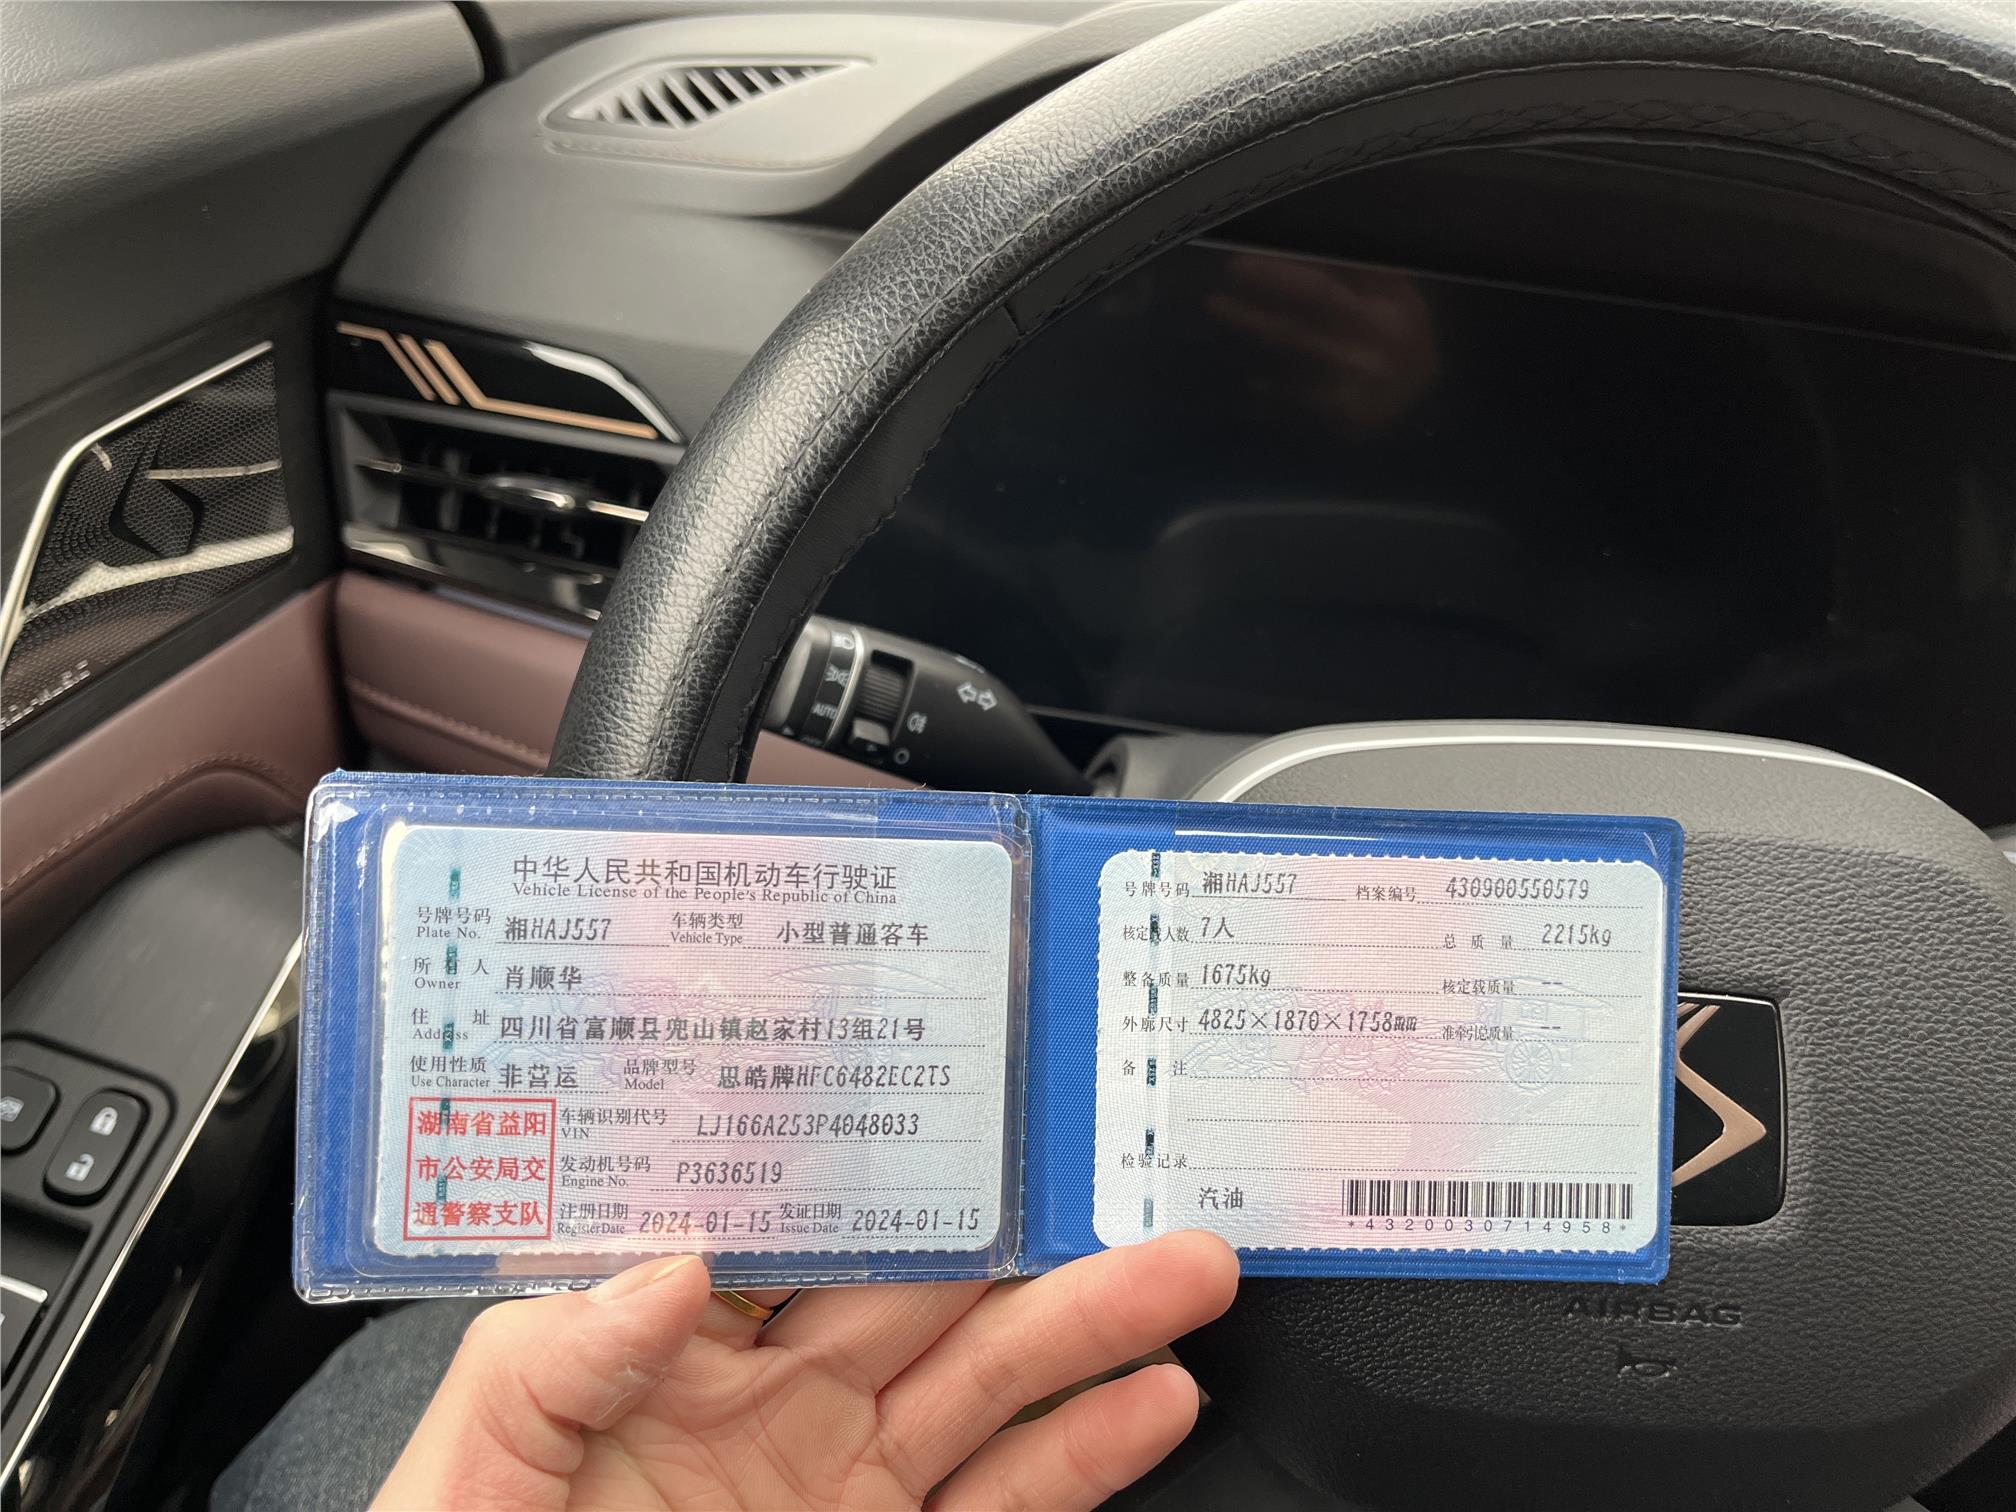 中华人民共和国机动车行驶证
Vehicle License of the People's Republic of China
号牌号码 湘HAJ557 车辆类型 小型普通客车
Plate No. Vehicle Type
所有人 肖顺华
Owner
住址 四川省富顺县兜山镇赵家村13组21号
Address
使用性质 非营运 品牌型号 思皓牌HFC6482EC2TS
Use Character Model
湖南省益阳
市公安局交
通警察支队
车辆识别代号 LJ166A253P4048033
VIN
发动机号码 P3636519
Engine No.
注册日期 2024-01-15 发证日期 2024-01-15
Register Date Issue Date
号牌号码 湘HAJ557 档案编号 430900550579
核定载人数 7人 总质量 2215kg
整备质量 1675kg 核定载质量 --
外廓尺寸 4825×1870×1758mm 准牵引总质量 --
备注
检验记录
汽油
*4320030714958*
AUTO
AIRBAG